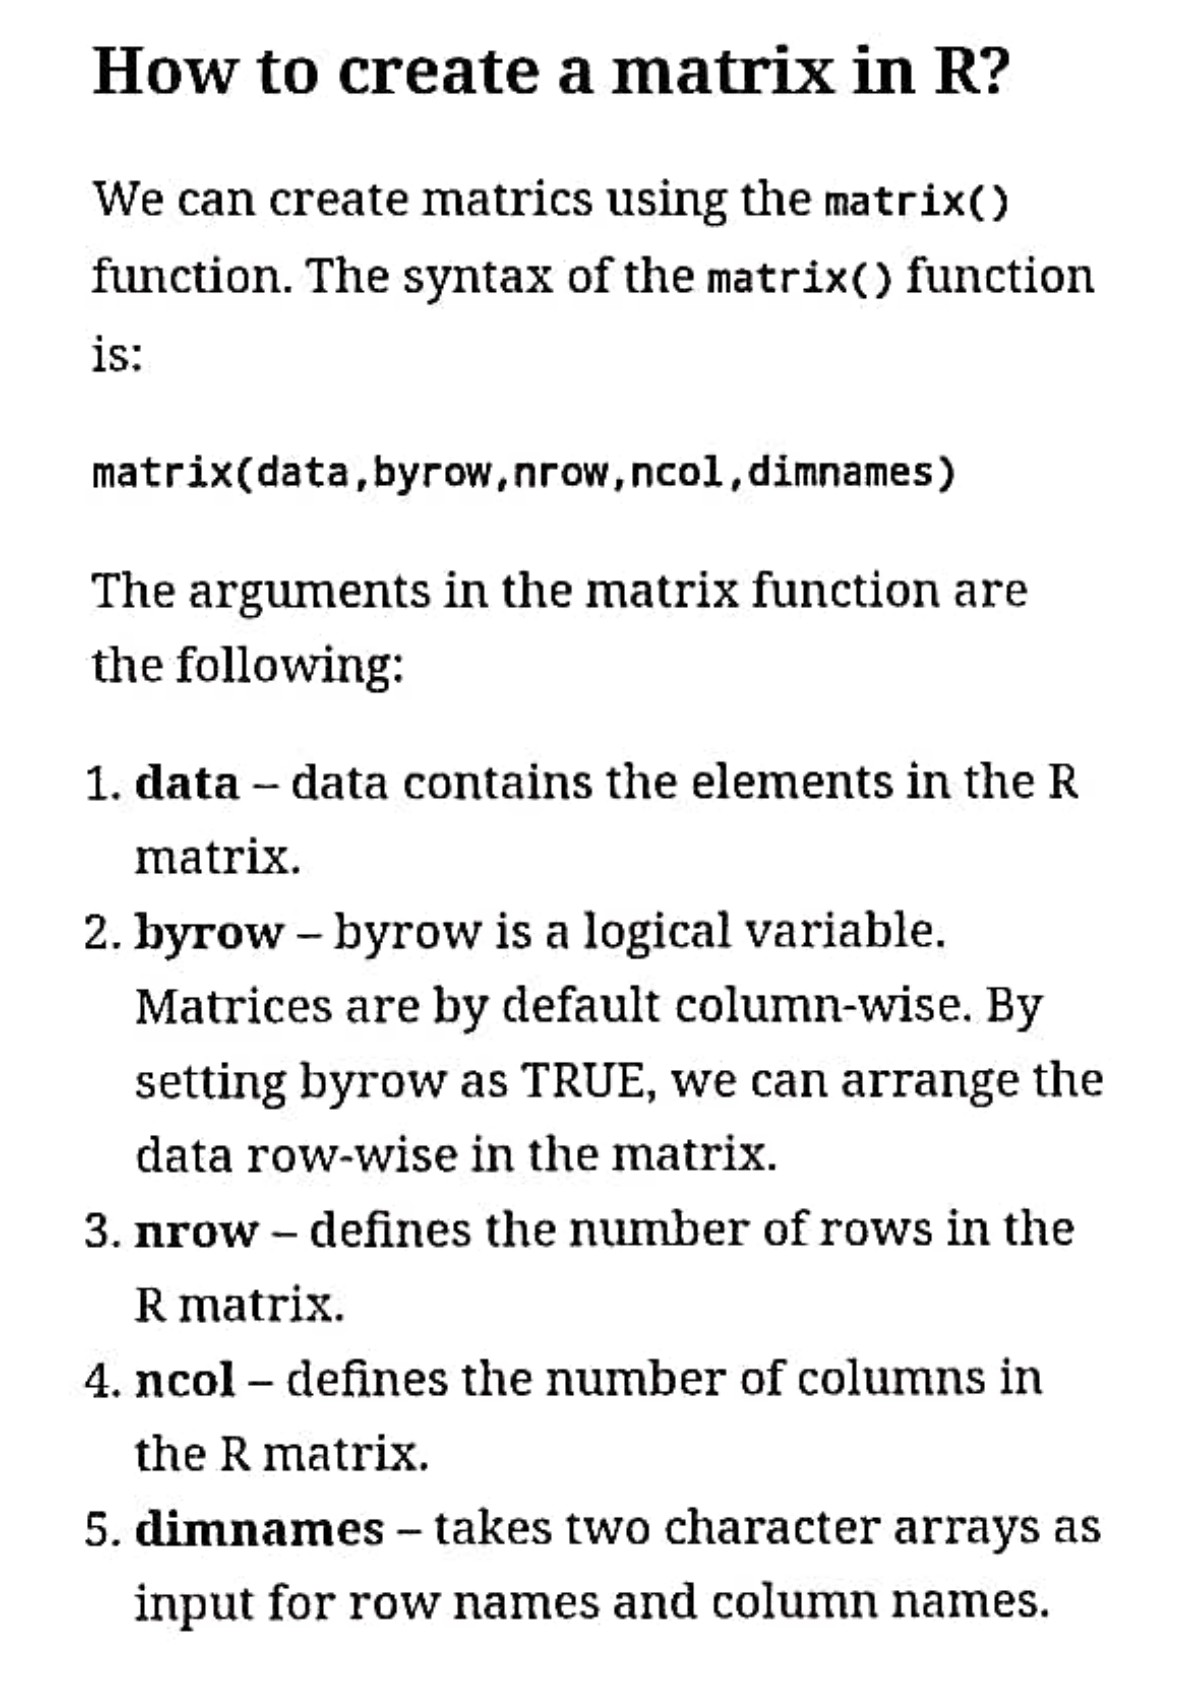 How to create a matrix in R?
We can create matrics using the matrix()
function. The syntax of the matrix() function
is:
matrix(data,byrow,nrow,ncol,dimnames)
The arguments in the matrix function are
the following:
1. data – data contains the elements in the R
matrix.
2. byrow – byrow is a logical variable.
Matrices are by default column-wise. By
setting byrow as TRUE, we can arrange the
data row-wise in the matrix.
3. nrow – defines the number of rows in the
R matrix.
4. ncol – defines the number of columns in
the R matrix.
5. dimnames – takes two character arrays as
input for row names and column names.